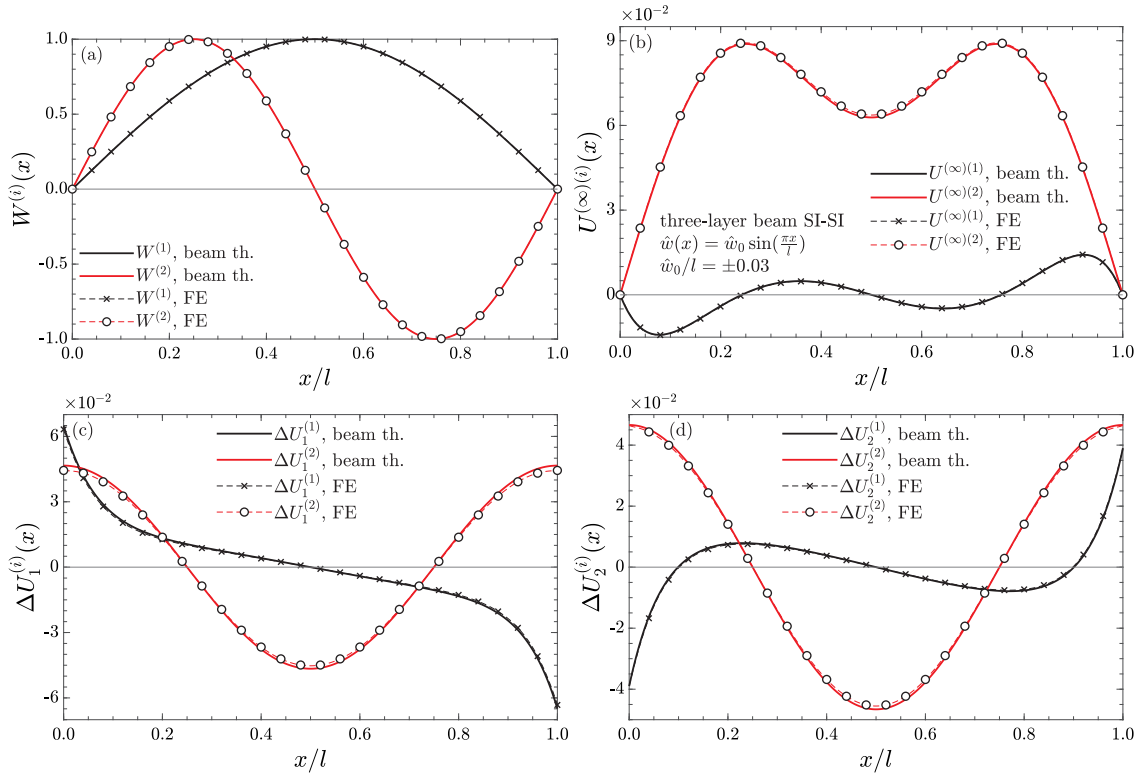 (a)
1.0
0.5
0.0
-0.5
-1.0
W^{(i)}(x)
W^{(1)}, beam th.
W^{(2)}, beam th.
W^{(1)}, FE
W^{(2)}, FE
0.0 0.2 0.4 0.6 0.8 1.0
x/l
×10^{-2}
(b)
9
6
3
0
U^{(∞)(i)}(x)
U^{(∞)(1)}, beam th.
U^{(∞)(2)}, beam th.
U^{(∞)(1)}, FE
U^{(∞)(2)}, FE
three-layer beam SI-SI
ŵ(x) = ŵ_0 sin(\frac{πx}{l})
ŵ_0/l = ±0.03
0.0 0.2 0.4 0.6 0.8 1.0
x/l
×10^{-2}
(c)
6
3
0
-3
-6
ΔU_1^{(i)}(x)
ΔU_1^{(1)}, beam th.
ΔU_1^{(2)}, beam th.
ΔU_1^{(1)}, FE
ΔU_1^{(2)}, FE
0.0 0.2 0.4 0.6 0.8 1.0
x/l
×10^{-2}
(d)
4
2
0
-2
-4
ΔU_2^{(i)}(x)
ΔU_2^{(1)}, beam th.
ΔU_2^{(2)}, beam th.
ΔU_2^{(1)}, FE
ΔU_2^{(2)}, FE
0.0 0.2 0.4 0.6 0.8 1.0
x/l